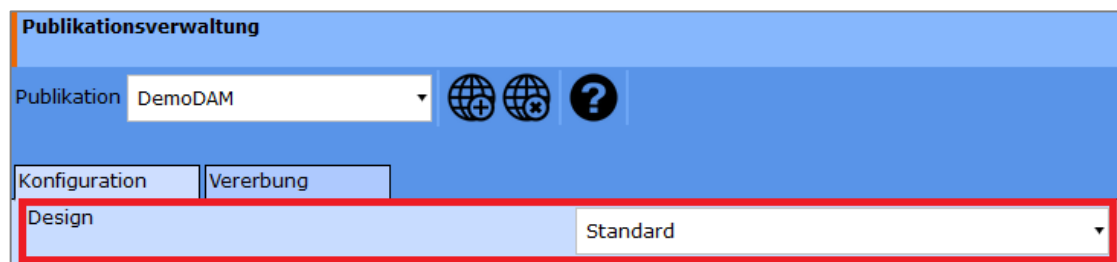 Publikationsverwaltung
Publikation DemoDAM
Konfiguration Vererbung
Design Standard